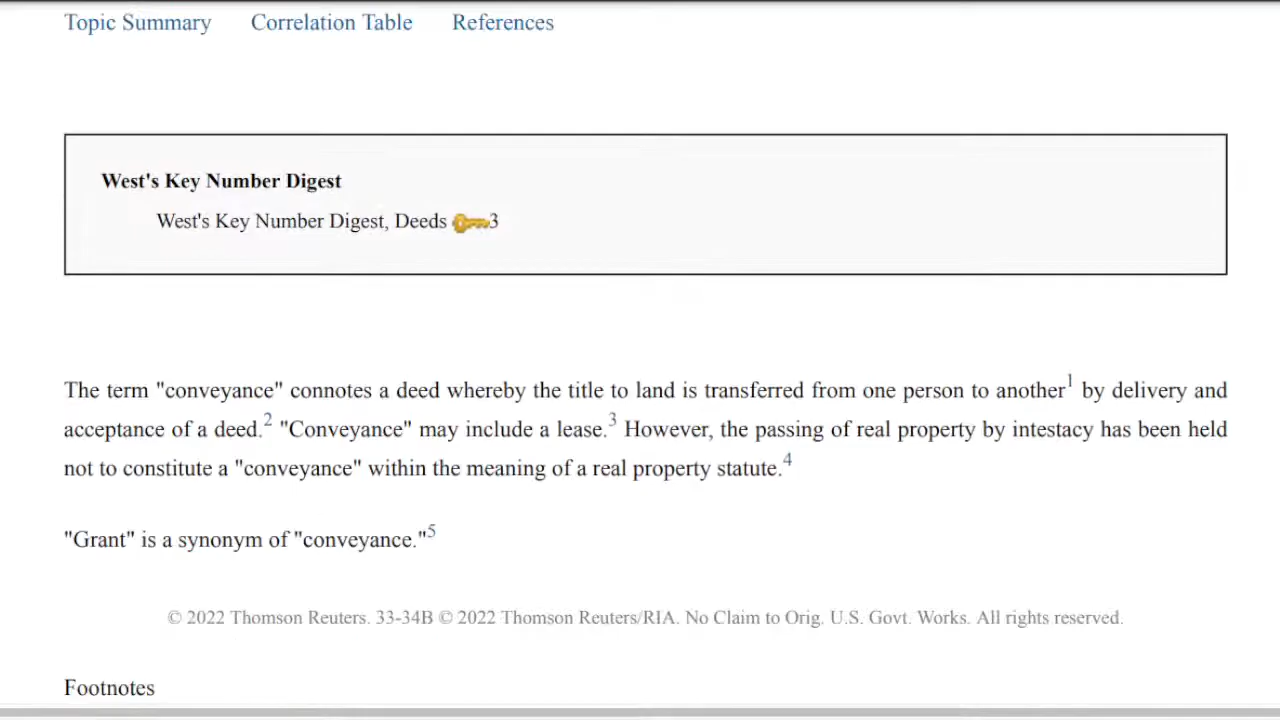 Topic Summary Correlation Table References
West's Key Number Digest
West's Key Number Digest, Deeds 3
The term "conveyance" connotes a deed whereby the title to land is transferred from one person to another1 by delivery and
acceptance of a deed.2 "Conveyance" may include a lease.3 However, the passing of real property by intestacy has been held
not to constitute a "conveyance" within the meaning of a real property statute.4
"Grant" is a synonym of "conveyance."5
© 2022 Thomson Reuters. 33-34B © 2022 Thomson Reuters/RIA. No Claim to Orig. U.S. Govt. Works. All rights reserved.
Footnotes